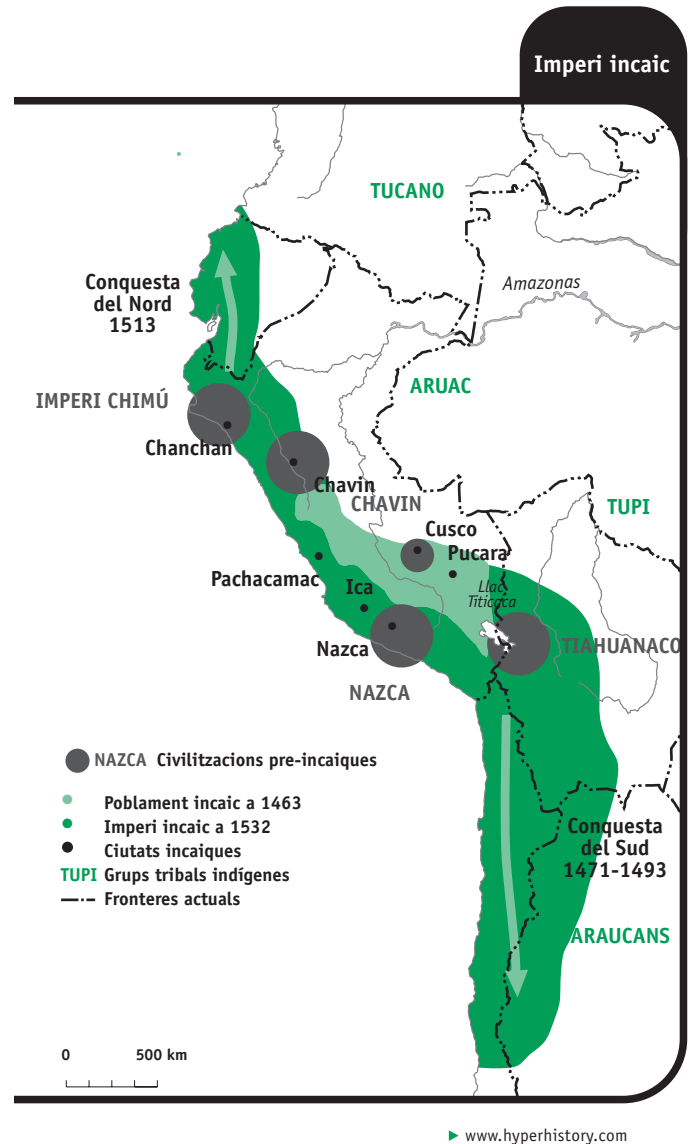 Imperi incaic
TUCANO
Conquesta
del Nord
1513
Amazonas
IMPERI CHIMÚ
ARUAC
Chanchan
Chavin
CHAVIN
TUPI
Cusco
Pucara
Pachacamac
Ica
Llac
Titicaca
Nazca
TIAHUANACO
NAZCA
NAZCA Civilitzacions pre-incaiques
Poblament incaic a 1463
Imperi incaic a 1532
Ciutats incaiques
TUPI Grups tribals indígenes
Fronteres actuals
Conquesta
del Sud
1471-1493
ARAUCANS
0 500 km
www.hyperhistory.com